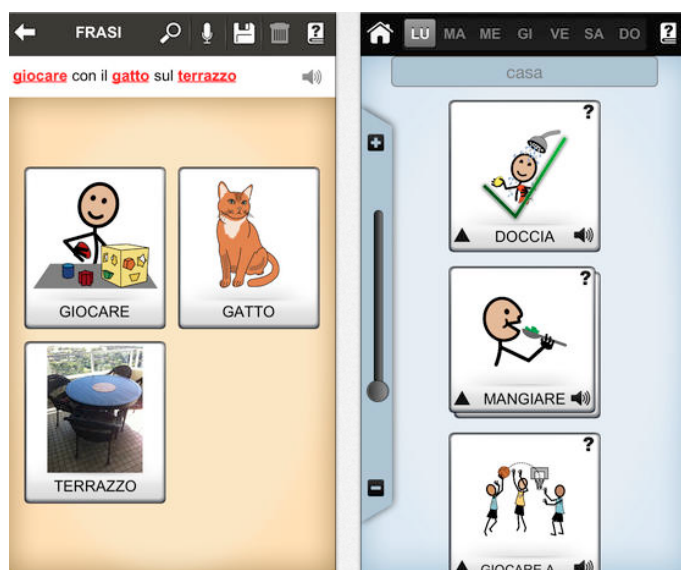 FRASI ?
giocare con il gatto sul terrazzo
GIOCARE
GATTO
TERRAZZO
LU MA ME GI VE SA DO ?
casa
?
DOCCIA
?
MANGIARE
?
GIOCARE A